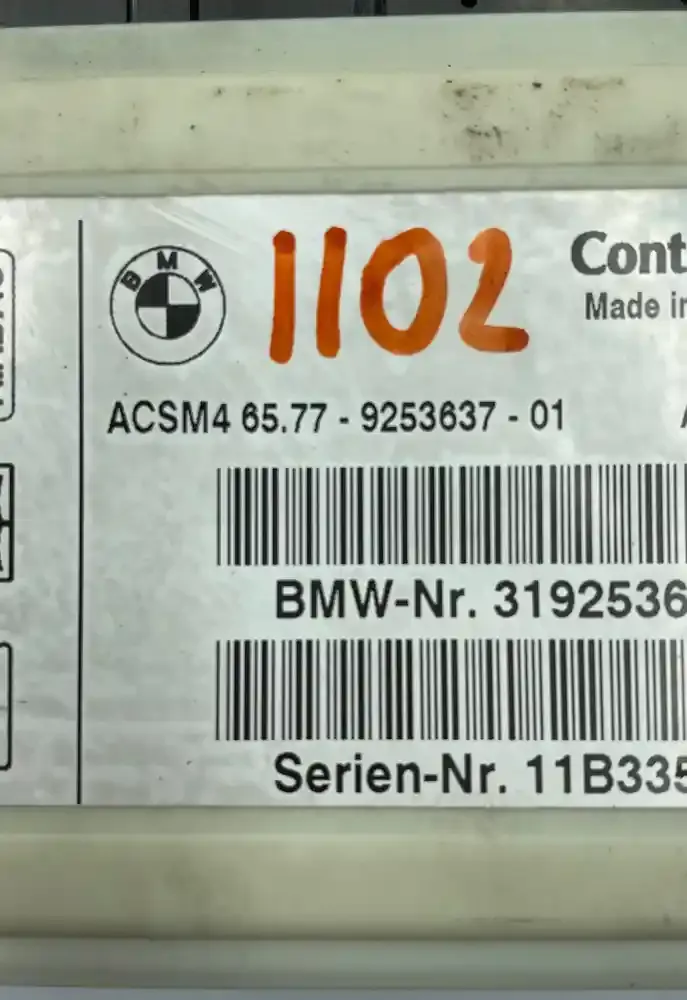 BMW
1102
Cont
Made in
ACSM4 65.77 - 9253637 - 01
BMW-Nr. 3192536
Serien-Nr. 11B335